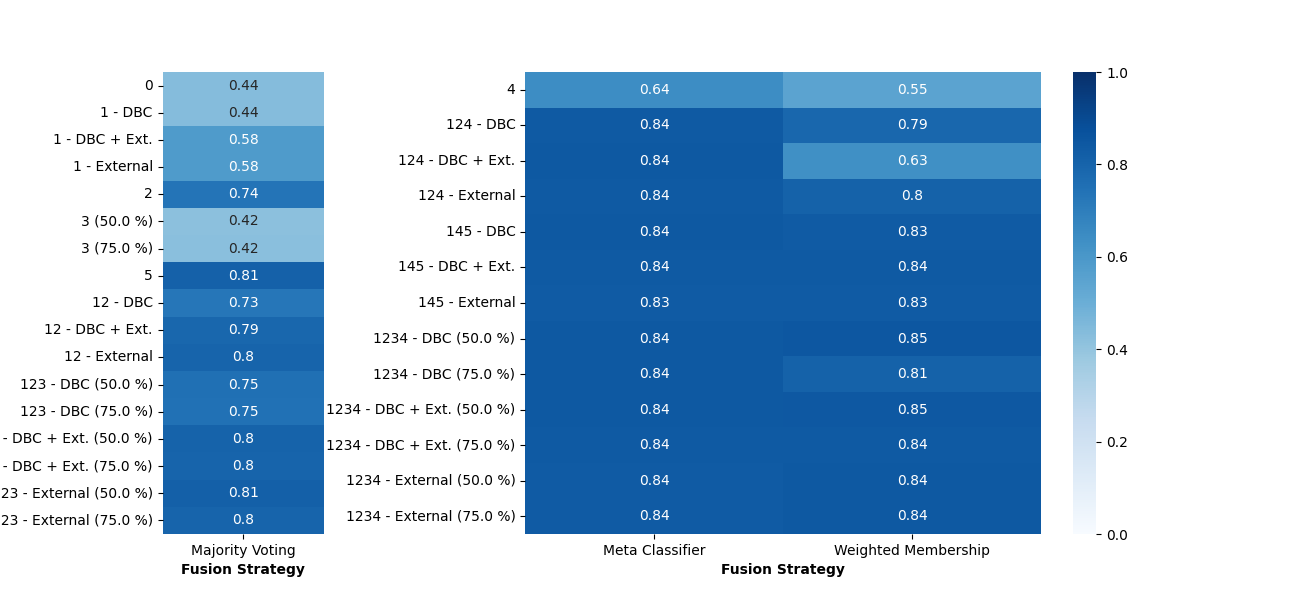 0 0.44
1 - DBC 0.44
1 - DBC + Ext. 0.58
1 - External 0.58
2 0.74
3 (50.0 %) 0.42
3 (75.0 %) 0.42
5 0.81
12 - DBC 0.73
12 - DBC + Ext. 0.79
12 - External 0.8
123 - DBC (50.0 %) 0.75
123 - DBC (75.0 %) 0.75
- DBC + Ext. (50.0 %) 0.8
- DBC + Ext. (75.0 %) 0.8
23 - External (50.0 %) 0.81
23 - External (75.0 %) 0.8
Majority Voting
Fusion Strategy
4 0.64 0.55
124 - DBC 0.84 0.79
124 - DBC + Ext. 0.84 0.63
124 - External 0.84 0.8
145 - DBC 0.84 0.83
145 - DBC + Ext. 0.84 0.84
145 - External 0.83 0.83
1234 - DBC (50.0 %) 0.84 0.85
1234 - DBC (75.0 %) 0.84 0.81
1234 - DBC + Ext. (50.0 %) 0.84 0.85
1234 - DBC + Ext. (75.0 %) 0.84 0.84
1234 - External (50.0 %) 0.84 0.84
1234 - External (75.0 %) 0.84 0.84
Meta Classifier Weighted Membership
Fusion Strategy
1.0
0.8
0.6
0.4
0.2
0.0